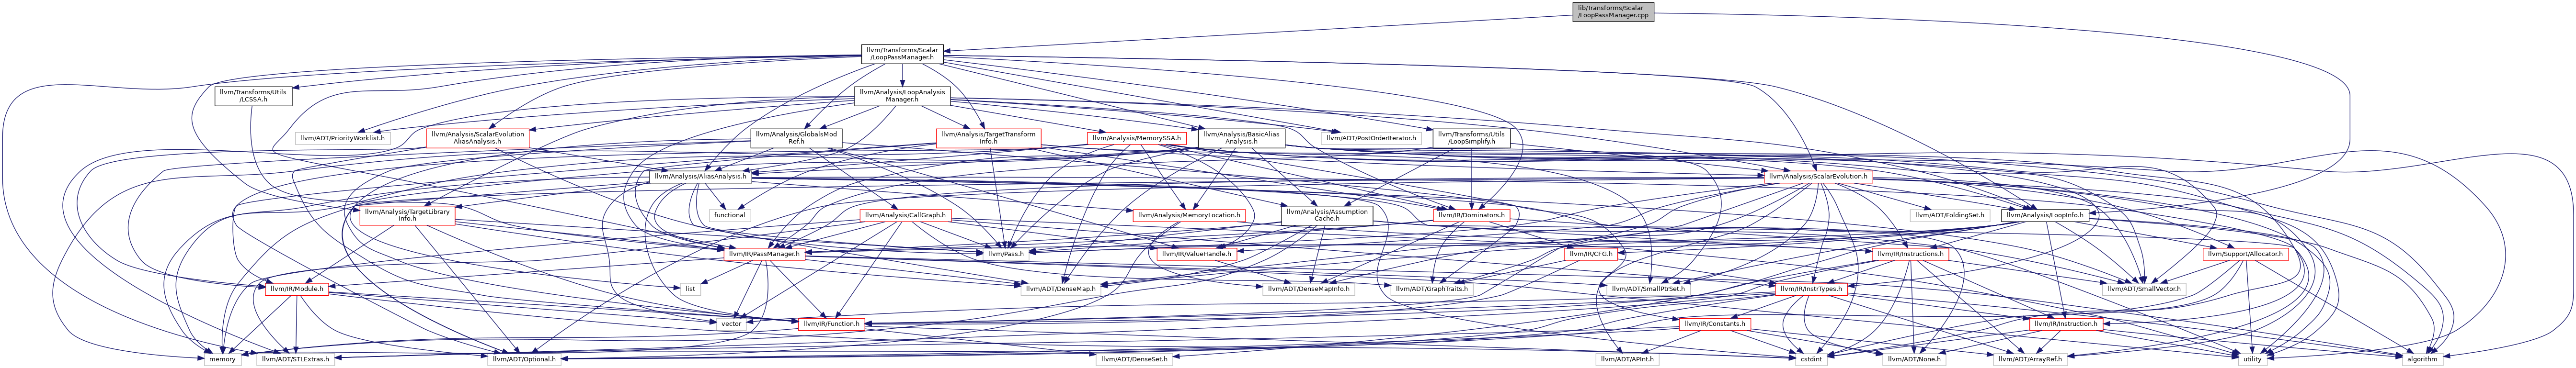 lib/Transforms/Scalar
/LoopPassManager.cpp
llvm/Transforms/Scalar
/LoopPassManager.h
llvm/Transforms/Utils
/LCSSA.h
llvm/Analysis/LoopAnalysis
Manager.h
llvm/ADT/PriorityWorklist.h
llvm/Analysis/ScalarEvolution
AliasAnalysis.h
llvm/Analysis/GlobalsMod
Ref.h
llvm/Analysis/TargetTransform
Info.h
llvm/Analysis/MemorySSA.h
llvm/Analysis/BasicAlias
Analysis.h
llvm/ADT/PostOrderIterator.h
llvm/Transforms/Utils
/LoopSimplify.h
llvm/Analysis/AliasAnalysis.h
llvm/Analysis/ScalarEvolution.h
llvm/Analysis/TargetLibrary
Info.h
functional
llvm/Analysis/CallGraph.h
llvm/Analysis/MemoryLocation.h
llvm/Analysis/Assumption
Cache.h
llvm/IR/Dominators.h
llvm/ADT/FoldingSet.h
llvm/Analysis/LoopInfo.h
llvm/IR/PassManager.h
llvm/Pass.h
llvm/IR/ValueHandle.h
llvm/IR/CFG.h
llvm/IR/Instructions.h
llvm/Support/Allocator.h
llvm/IR/Module.h
list
llvm/ADT/DenseMap.h
llvm/ADT/DenseMapInfo.h
llvm/ADT/GraphTraits.h
llvm/ADT/SmallPtrSet.h
llvm/IR/InstrTypes.h
llvm/ADT/SmallVector.h
vector
llvm/IR/Function.h
llvm/IR/Constants.h
llvm/IR/Instruction.h
memory
llvm/ADT/STLExtras.h
llvm/ADT/Optional.h
llvm/ADT/DenseSet.h
llvm/ADT/APInt.h
cstdint
llvm/ADT/None.h
llvm/ADT/ArrayRef.h
utility
algorithm